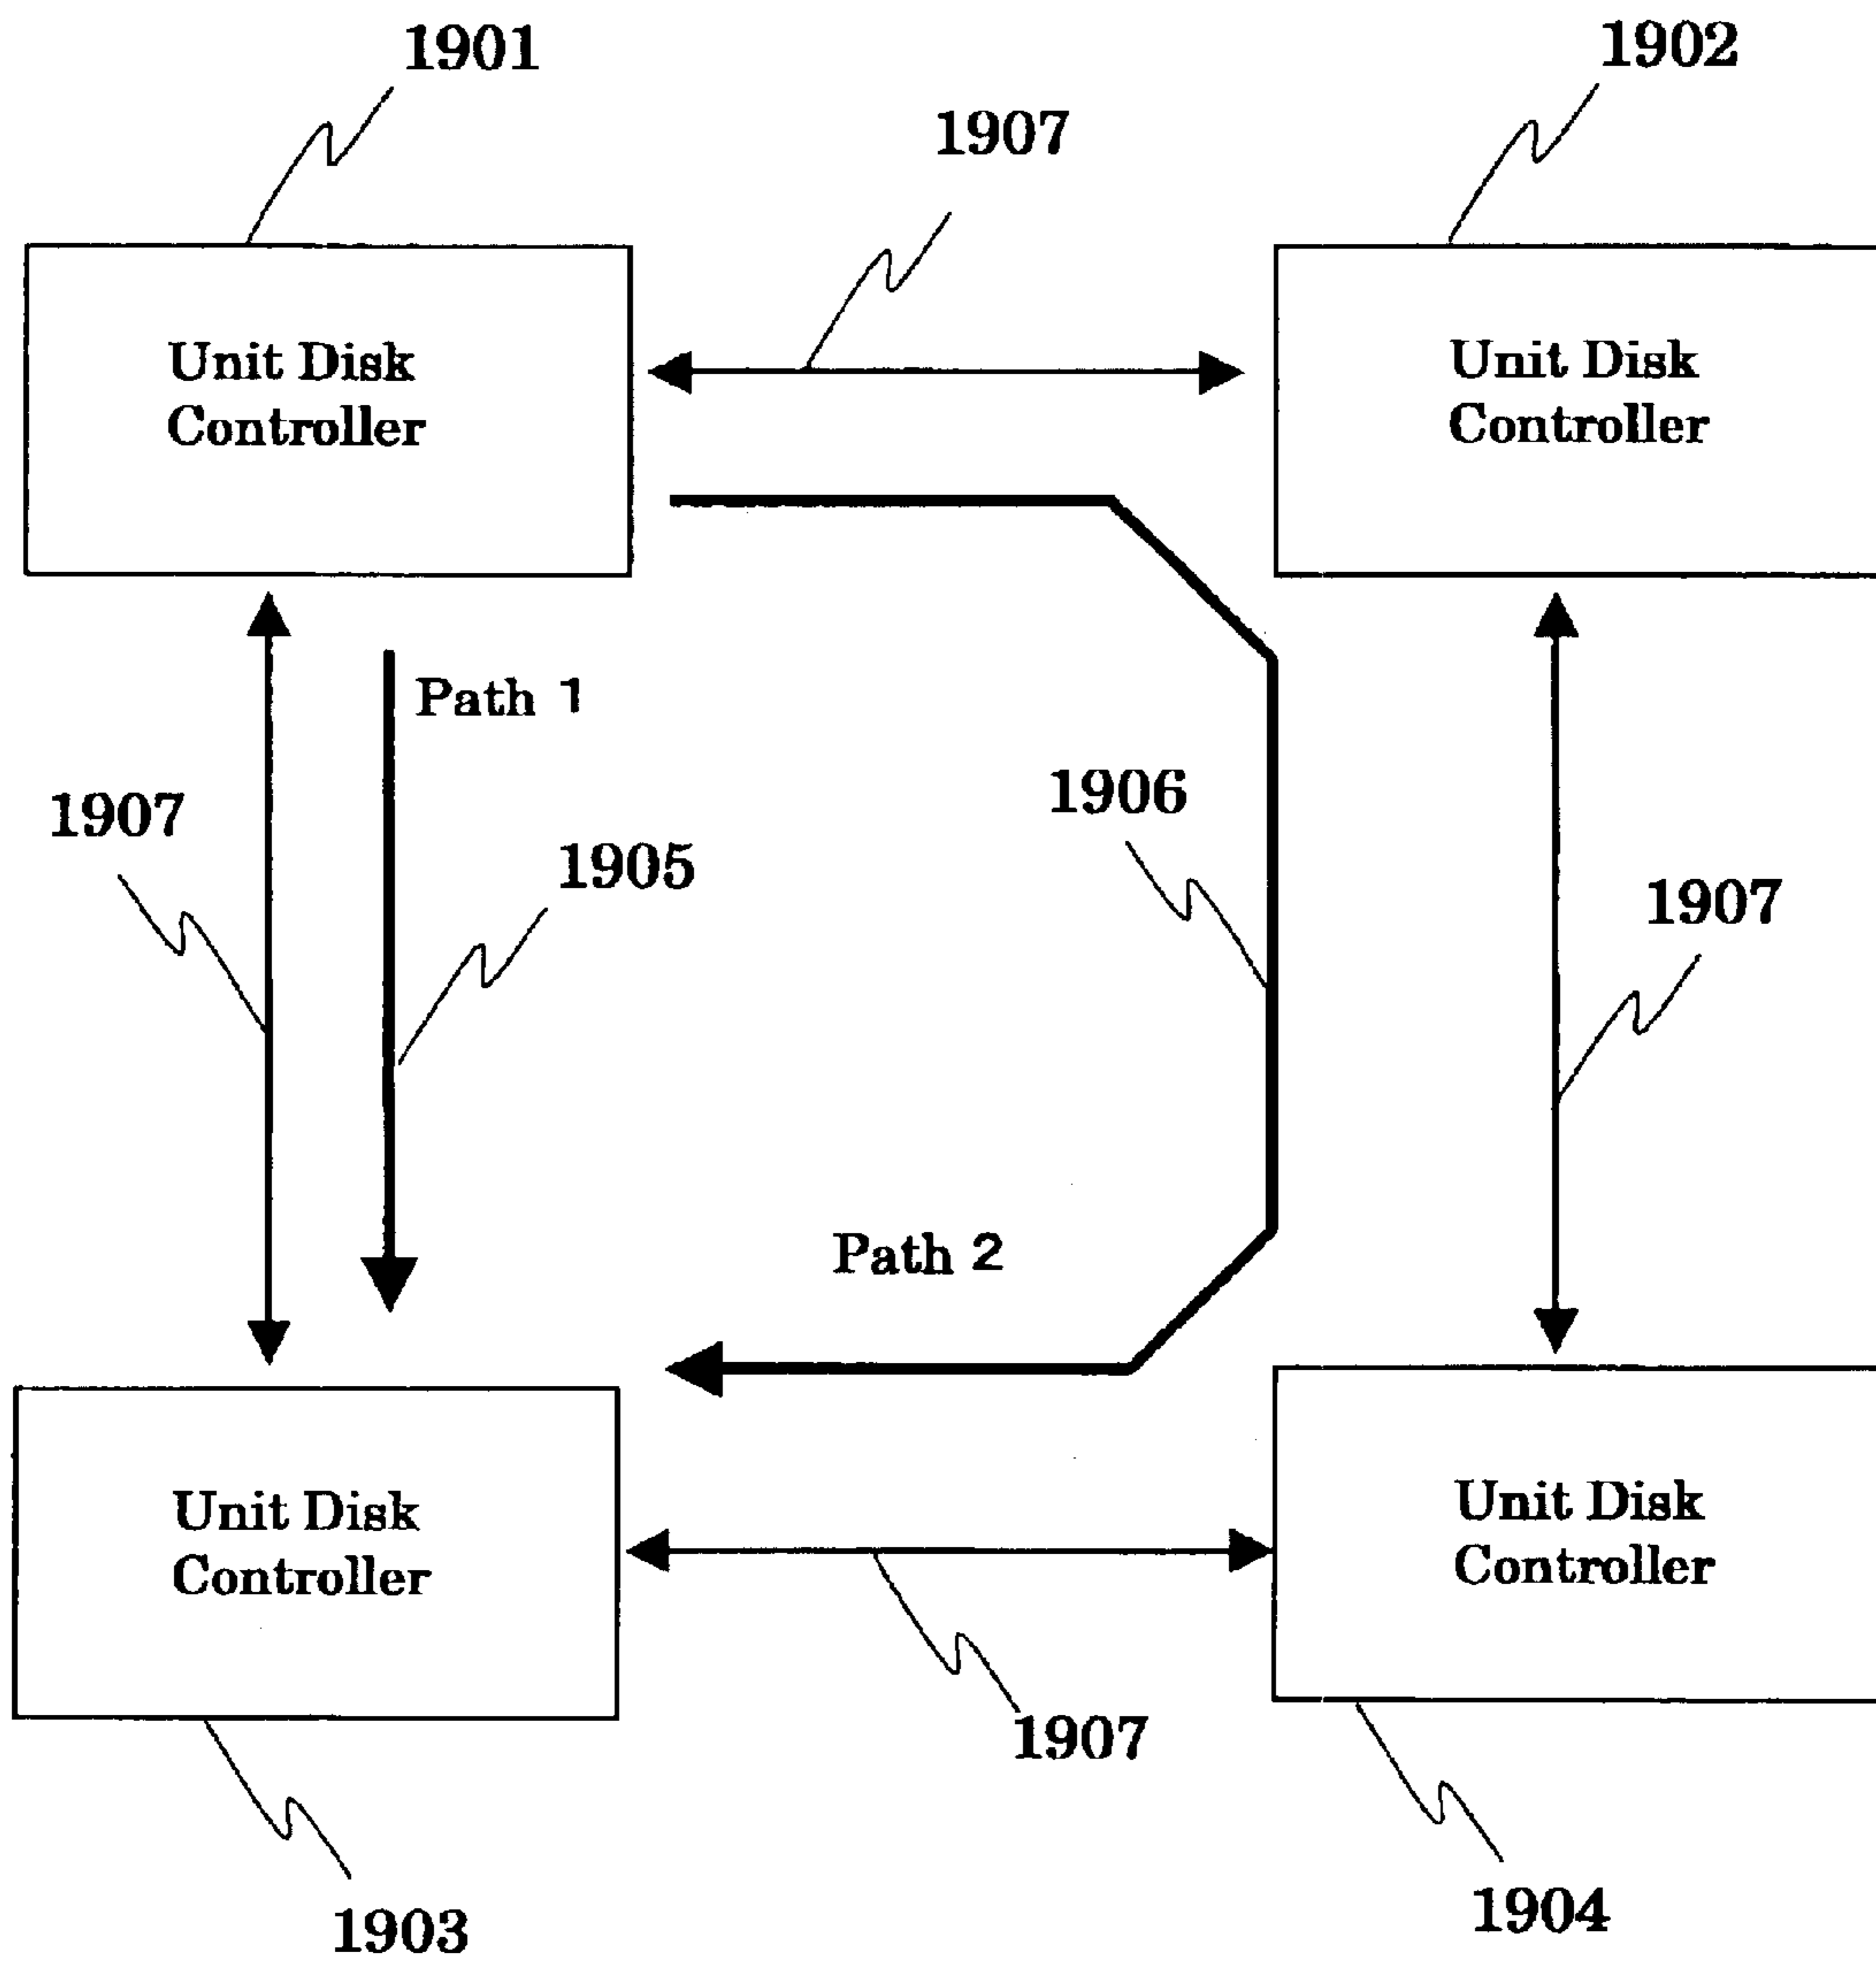 1901
1902
1907
Unit Disk
Controller
Unit Disk
Controller
Path 1
1907
1905
1906
1907
Path 2
Unit Disk
Controller
Unit Disk
Controller
1907
1903
1904